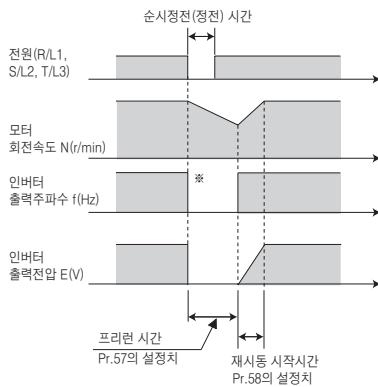 순시정전(정전) 시간
전원(R/L1,
S/L2, T/L3)
모터
회전속도 N(r/min)
인버터
출력주파수 f(Hz)
※
인버터
출력전압 E(V)
프리런 시간
Pr.57의 설정치
재시동 시작시간
Pr.58의 설정치